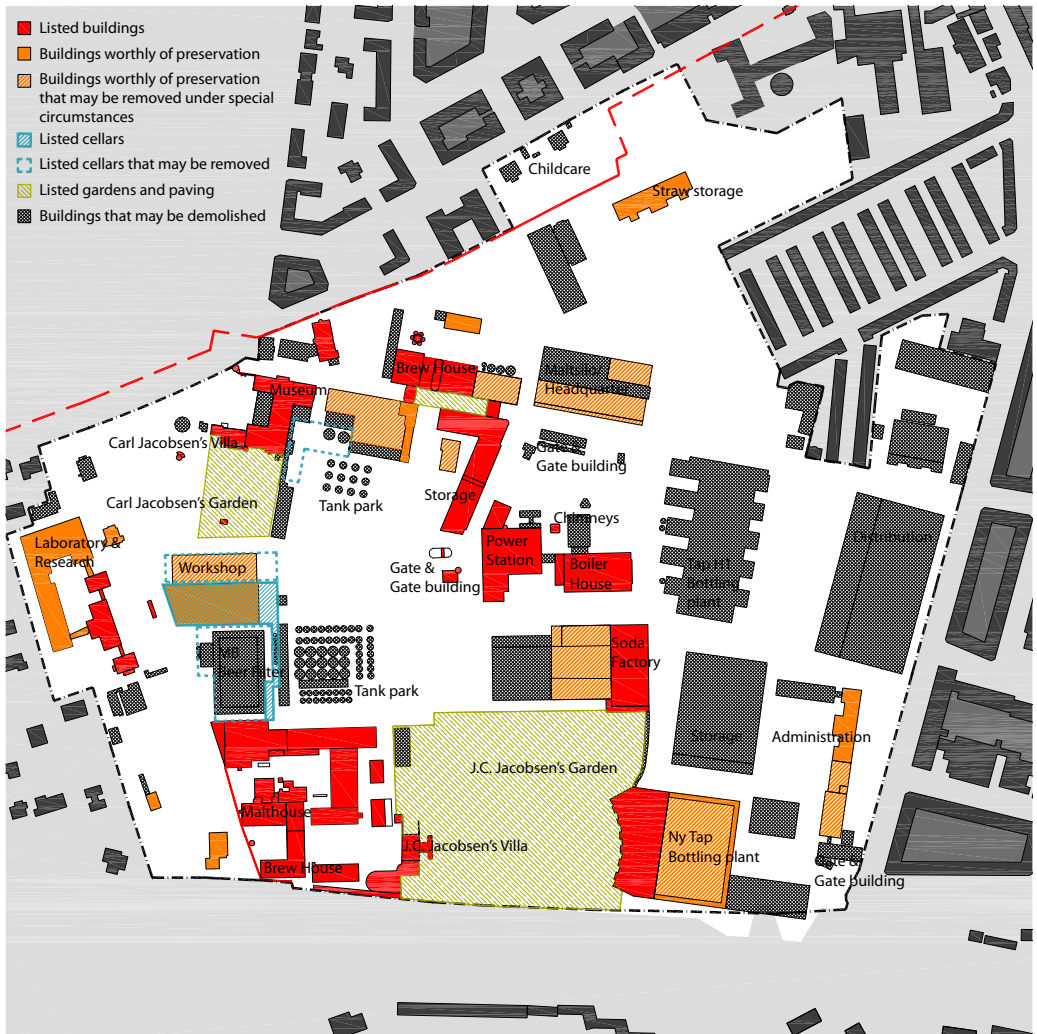 Listed buildings
Buildings worthly of preservation
Buildings worthly of preservation
that may be removed under special
circumstances
Listed cellars
Listed cellars that may be removed
Listed gardens and paving
Buildings that may be demolished
Childcare
Straw storage
Brew House
Maltsilo/
Headquarter
Museum
Carl Jacobsen's Villa
Gate &
Gate building
Carl Jacobsen's Garden
Tank park
Storage
Chimneys
Laboratory &
Research
Power
Station
Distribution
Workshop
Gate &
Gate building
Boiler
House
Tap H1
Bottling
plant
Soda
Factory
M8
Beer filter
Tank park
Storage
Administration
J.C. Jacobsen's Garden
Malthouse
J.C. Jacobsen's Villa
Ny Tap
Bottling plant
Brew House
Gate &
Gate building